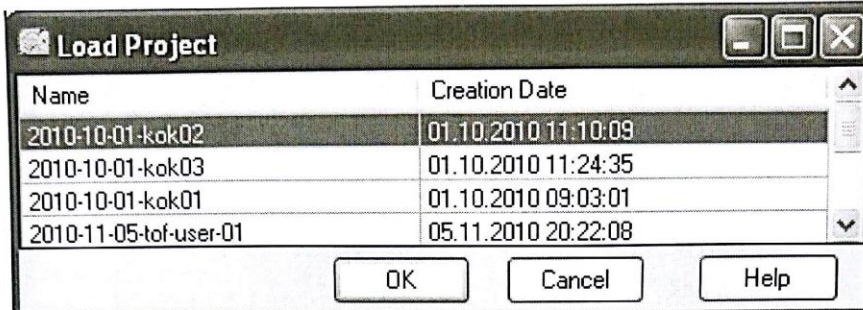 Load Project
Name Creation Date
2010-10-01-kok02 01.10.2010 11:10:09
2010-10-01-kok03 01.10.2010 11:24:35
2010-10-01-kok01 01.10.2010 09:03:01
2010-11-05-tof-user-01 05.11.2010 20:22:08
OK Cancel Help